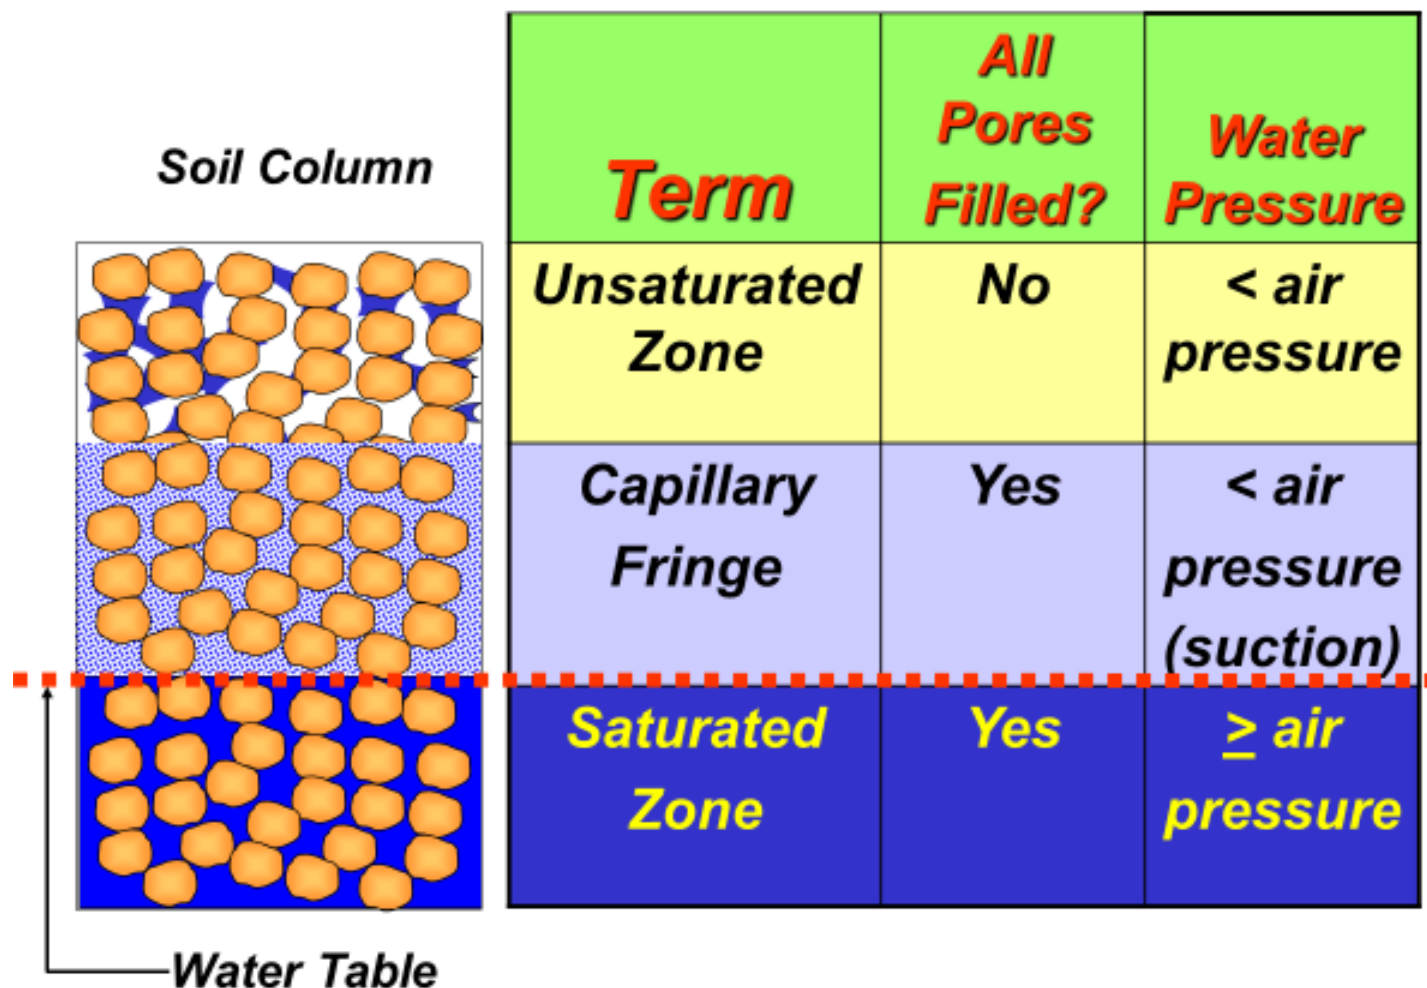 Soil Column
Term
All
Pores
Filled?
Water
Pressure
Unsaturated
Zone
No
< air
pressure
Capillary
Fringe
Yes
< air
pressure
(suction)
Saturated
Zone
Yes
≥ air
pressure
Water Table